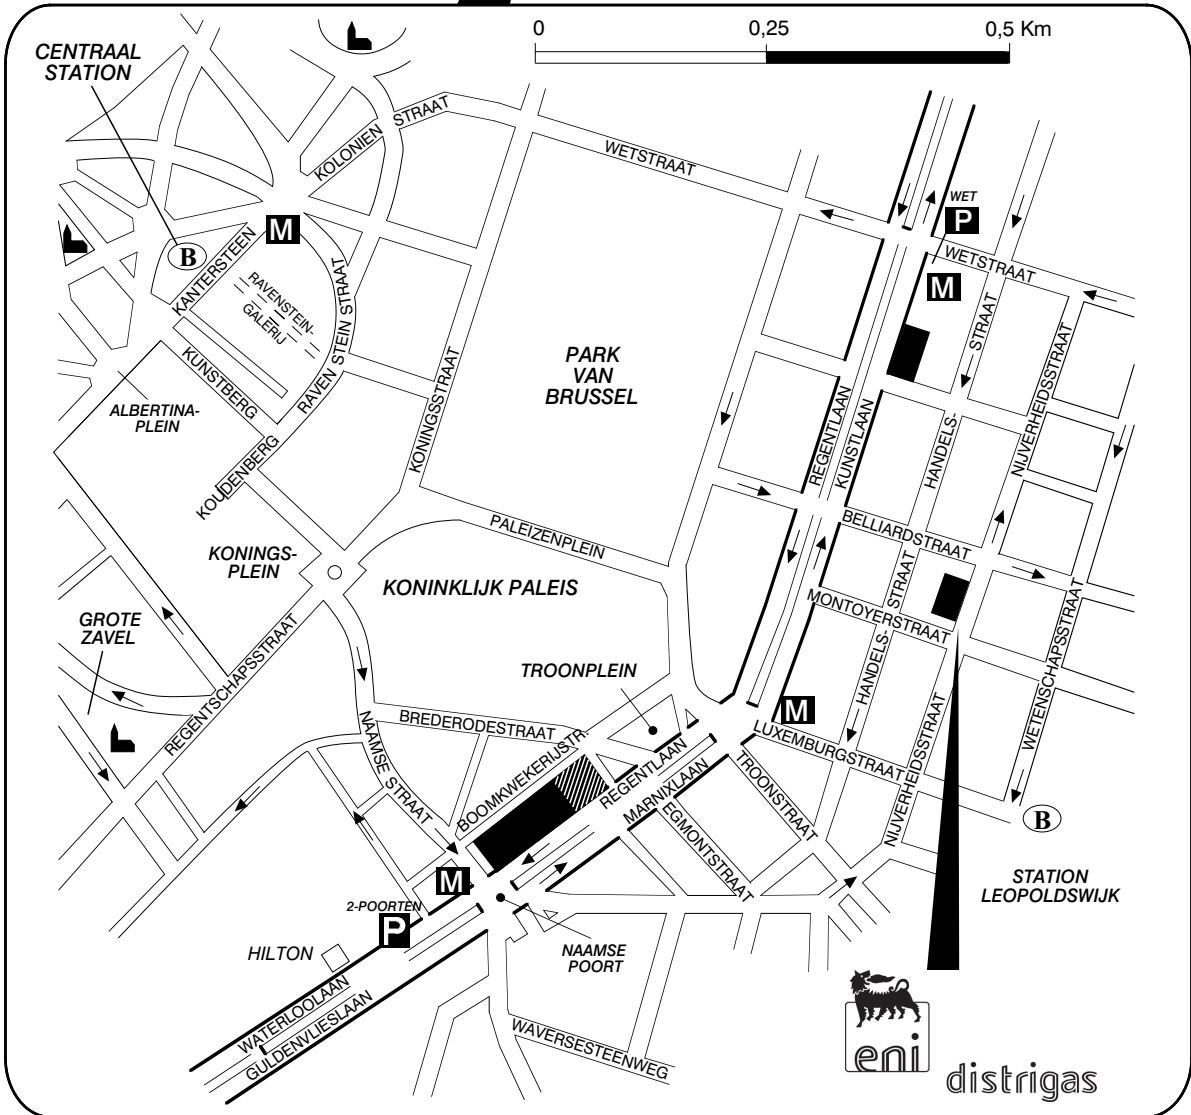 0 0,25 0,5 Km
CENTRAAL
STATION
KOLONIEN STRAAT
WETSTRAAT
WET
P
M
B
KANTERSTEEN
WETSTRAAT
M
RAVENSTEIN-
GALERIJ
RAVEN STEIN STRAAT
STRAAT
HANDELS-
NIJVERHEIDSSTRAAT
KUNSTBERG
PARK
VAN
BRUSSEL
KONINGSSTRAAT
REGENTLAAN
KUNSTLAAN
ALBERTINA-
PLEIN
KOUDENBERG
PALEIZENPLEIN
BELLIARDSTRAAT
KONINGS-
PLEIN
KONINKLIJK PALEIS
STRAAT
HANDELS-
MONTOYERSTRAAT
GROTE
ZAVEL
REGENTSCHAPSSTRAAT
WETENSCHAPSSTRAAT
TROONPLEIN
NAAMSE STRAAT
BREDERODESTRAAT
M
LUXEMBURGSTRAAT
NIJVERHEIDSSTRAAT
BOOMKWEKERIJSTR.
REGENTLAAN
MARNIXLAAN
TROONSTRAAT
EGMONTSTRAAT
B
STATION
LEOPOLDSWIJK
M
2-POORTEN
P
HILTON
NAAMSE
POORT
WATERLOOLAAN
GULDENVLIESLAAN
WAVERSESTEENWEG
eni
distrigas